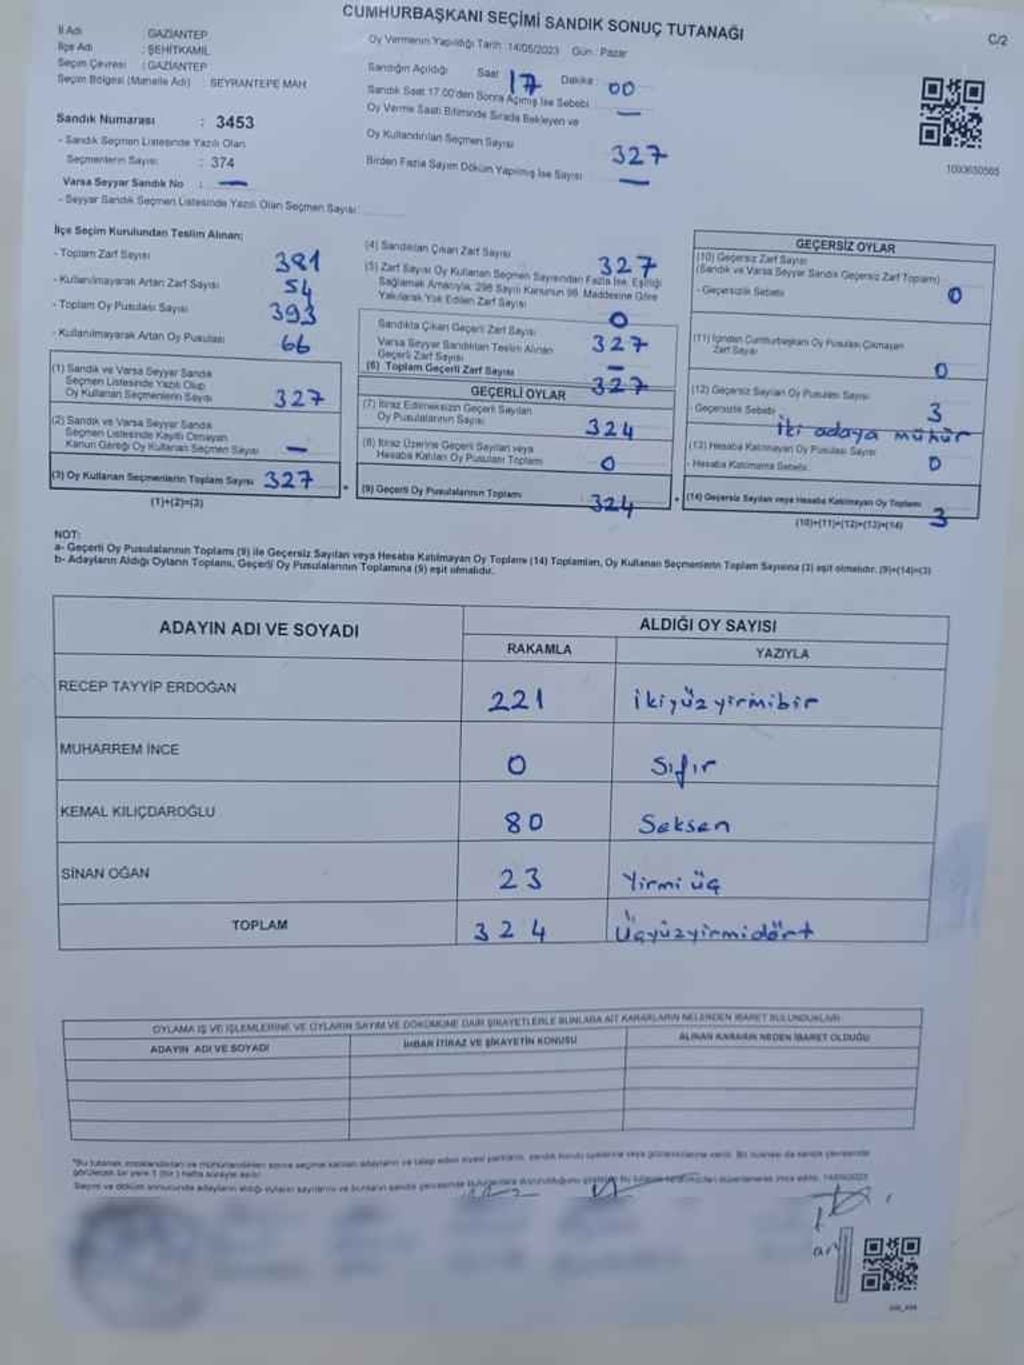 CUMHURBAŞKANI SEÇİMİ SANDIK SONUÇ TUTANAĞI
C/2
İl Adı : GAZİANTEP
İlçe Adı : ŞEHİTKAMİL
Seçim Çevresi : GAZİANTEP
Seçim Bölgesi (Mahalle Adı) : SEYRANTEPE MAH
Sandık Numarası : 3453
- Sandık Seçmen Listesinde Yazılı Olan
Seçmenlerin Sayısı : 374
Varsa Seyyar Sandık No : —
- Seyyar Sandık Seçmen Listesinde Yazılı Olan Seçmen Sayısı:
Oy Vermenin Yapıldığı Tarih : 14/05/2023 Gün : Pazar
Sandığın Açıldığı Saat 17 Dakika : 00
Sandık Saat 17.00'den Sonra Açılmış İse Sebebi —
Oy Verme Saati Bitiminde Sırada Bekleyen ve
Oy Kullandırılan Seçmen Sayısı 327
Birden Fazla Sayım Döküm Yapılmış İse Sayısı —
İlçe Seçim Kurulundan Teslim Alınan;
- Toplam Zarf Sayısı 381
- Kullanılmayarak Artan Zarf Sayısı 54
- Toplam Oy Pusulası Sayısı 393
- Kullanılmayarak Artan Oy Pusulası 66
(1) Sandık ve Varsa Seyyar Sandık
Seçmen Listesinde Yazılı Olup
Oy Kullanan Seçmenlerin Sayısı 327
(2) Sandık ve Varsa Seyyar Sandık
Seçmen Listesinde Kayıtlı Olmayan
Kanun Gereği Oy Kullanan Seçmen Sayısı —
(3) Oy Kullanan Seçmenlerin Toplam Sayısı 327
(1)+(2)=(3)
(4) Sandıktan Çıkan Zarf Sayısı 327
(5) Zarf Sayısı Oy Kullanan Seçmen Sayısından Fazla İse, Eşitliği
Sağlamak Amacıyla, 298 Sayılı Kanunun 98. Maddesine Göre
Yakılarak Yok Edilen Zarf Sayısı 0
Sandıkta Çıkan Geçerli Zarf Sayısı 327
Varsa Seyyar Sandıktan Teslim Alınan
Geçerli Zarf Sayısı —
(6) Toplam Geçerli Zarf Sayısı 327
GEÇERLİ OYLAR
(7) İtiraz Edilmeksizin Geçerli Sayılan
Oy Pusulalarının Sayısı 324
(8) İtiraz Üzerine Geçerli Sayılan veya
Hesaba Katılan Oy Pusulası Toplamı 0
(9) Geçerli Oy Pusulalarının Toplamı 324
GEÇERSİZ OYLAR
(10) Geçersiz Zarf Sayısı
(Sandık ve Varsa Seyyar Sandık Geçersiz Zarf Toplamı)
- Geçersizlik Sebebi 0
(11) İçinden Cumhurbaşkanı Oy Pusulası Çıkmayan
Zarf Sayısı 0
(12) Geçersiz Sayılan Oy Pusulası Sayısı 3
- Geçersizlik Sebebi İki adaya mühür
(13) Hesaba Katılmayan Oy Pusulası Sayısı 0
- Hesaba Katılmama Sebebi
(14) Geçersiz Sayılan veya Hesaba Katılmayan Oy Toplamı 3
(10)+(11)+(12)+(13)=(14)
NOT:
a- Geçerli Oy Pusulalarının Toplamı (9) ile Geçersiz Sayılan veya Hesaba Katılmayan Oy Toplamı (14) Toplamları, Oy Kullanan Seçmenlerin Toplam Sayısına (3) eşit olmalıdır. (9)+(14)=(3)
b- Adayların Aldığı Oyların Toplamı, Geçerli Oy Pusulalarının Toplamına (9) eşit olmalıdır.
ADAYIN ADI VE SOYADI
ALDIĞI OY SAYISI
RAKAMLA YAZIYLA
RECEP TAYYİP ERDOĞAN 221 ikiyüzyirmibir
MUHARREM İNCE 0 Sıfır
KEMAL KILIÇDAROĞLU 80 Seksen
SİNAN OĞAN 23 Yirmi üç
TOPLAM 324 Üçyüzyirmidört
OYLAMA İŞ VE İŞLEMLERİNE VE OYLARIN SAYIM VE DÖKÜMÜNE DAİR ŞİKAYETLERLE BUNLARA AİT KARARLARIN NELERDEN İBARET BULUNDUKLARI
ADAYIN ADI VE SOYADI
İHBAR İTİRAZ VE ŞİKAYETİN KONUSU
ALINAN KARARIN NEDEN İBARET OLDUĞU